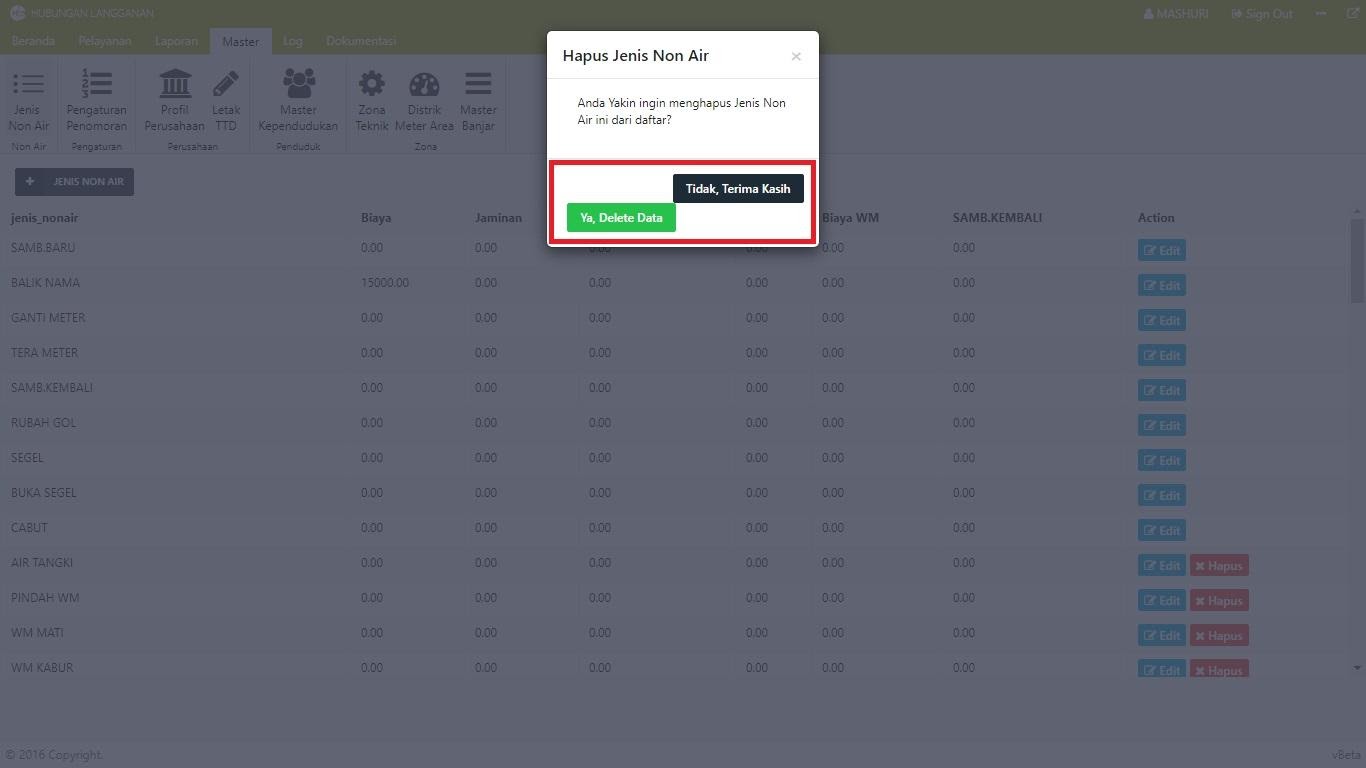 HUBUNGAN LANGGANAN
MASHURI
Sign Out
Beranda
Pelayanan
Laporan
Master
Log
Dokumentasi
Jenis
Non Air
Pengaturan
Penomoran
Profil
Perusahaan
Letak
TTD
Master
Kependudukan
Zona
Teknik
Distrik
Meter Area
Master
Banjar
Non Air
Pengaturan
Perusahaan
Penduduk
Zona
Hapus Jenis Non Air
×
Anda Yakin ingin menghapus Jenis Non
Air ini dari daftar?
Tidak, Terima Kasih
Ya, Delete Data
+ JENIS NON AIR
jenis_nonair Biaya Jaminan Biaya WM SAMB.KEMBALI Action
SAMB.BARU 0.00 0.00 0.00 0.00 0.00 0.00 Edit
BALIK NAMA 15000.00 0.00 0.00 0.00 0.00 0.00 Edit
GANTI METER 0.00 0.00 0.00 0.00 0.00 0.00 Edit
TERA METER 0.00 0.00 0.00 0.00 0.00 0.00 Edit
SAMB.KEMBALI 0.00 0.00 0.00 0.00 0.00 0.00 Edit
RUBAH GOL 0.00 0.00 0.00 0.00 0.00 0.00 Edit
SEGEL 0.00 0.00 0.00 0.00 0.00 0.00 Edit
BUKA SEGEL 0.00 0.00 0.00 0.00 0.00 0.00 Edit
CABUT 0.00 0.00 0.00 0.00 0.00 0.00 Edit
AIR TANGKI 0.00 0.00 0.00 0.00 0.00 0.00 Edit Hapus
PINDAH WM 0.00 0.00 0.00 0.00 0.00 0.00 Edit Hapus
WM MATI 0.00 0.00 0.00 0.00 0.00 0.00 Edit Hapus
WM KABUR 0.00 0.00 0.00 0.00 0.00 0.00 Edit Hapus
© 2016 Copyright.
vBeta